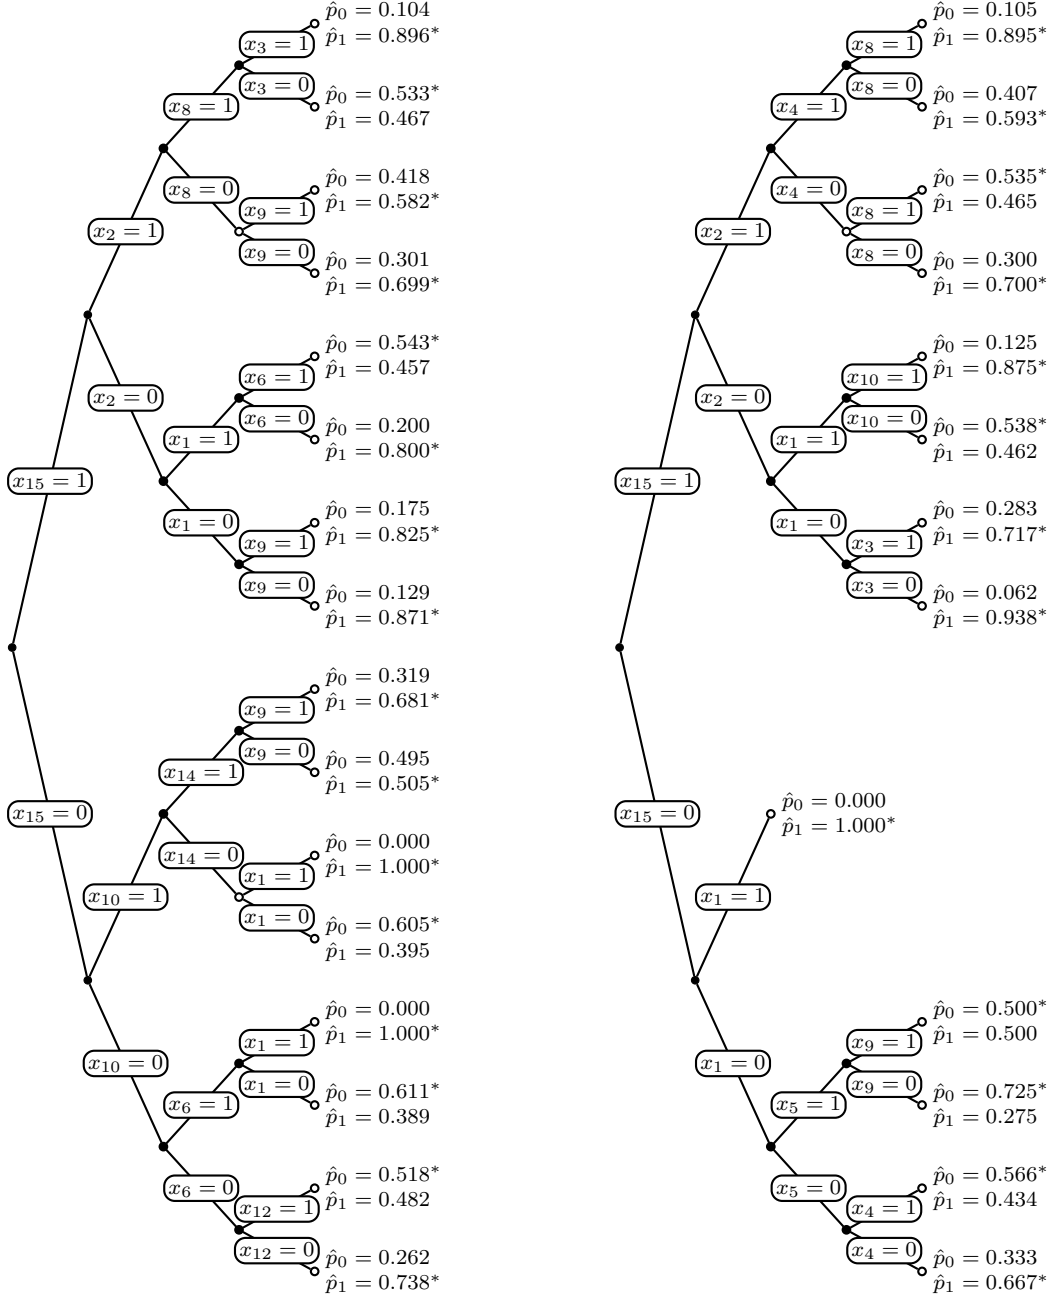 p̂₀ = 0.104
x₃ = 1
p̂₁ = 0.896*
x₃ = 0
p̂₀ = 0.533*
x₈ = 1
p̂₁ = 0.467
p̂₀ = 0.418
x₈ = 0
p̂₁ = 0.582*
x₉ = 1
x₂ = 1
x₉ = 0
p̂₀ = 0.301
p̂₁ = 0.699*
p̂₀ = 0.543*
p̂₁ = 0.457
x₆ = 1
x₂ = 0
x₆ = 0
p̂₀ = 0.200
x₁ = 1
p̂₁ = 0.800*
x₁₅ = 1
p̂₀ = 0.175
x₁ = 0
p̂₁ = 0.825*
x₉ = 1
x₉ = 0
p̂₀ = 0.129
p̂₁ = 0.871*
p̂₀ = 0.319
p̂₁ = 0.681*
x₉ = 1
x₉ = 0
p̂₀ = 0.495
x₁₄ = 1
p̂₁ = 0.505*
x₁₅ = 0
p̂₀ = 0.000
x₁₄ = 0
p̂₁ = 1.000*
x₁ = 1
x₁₀ = 1
x₁ = 0
p̂₀ = 0.605*
p̂₁ = 0.395
p̂₀ = 0.000
p̂₁ = 1.000*
x₁ = 1
x₁₀ = 0
x₁ = 0
p̂₀ = 0.611*
x₆ = 1
p̂₁ = 0.389
p̂₀ = 0.518*
x₆ = 0
p̂₁ = 0.482
x₁₂ = 1
x₁₂ = 0
p̂₀ = 0.262
p̂₁ = 0.738*
p̂₀ = 0.105
p̂₁ = 0.895*
x₈ = 1
x₈ = 0
p̂₀ = 0.407
x₄ = 1
p̂₁ = 0.593*
p̂₀ = 0.535*
x₄ = 0
p̂₁ = 0.465
x₈ = 1
x₂ = 1
x₈ = 0
p̂₀ = 0.300
p̂₁ = 0.700*
p̂₀ = 0.125
p̂₁ = 0.875*
x₁₀ = 1
x₂ = 0
x₁₀ = 0
p̂₀ = 0.538*
x₁ = 1
p̂₁ = 0.462
x₁₅ = 1
p̂₀ = 0.283
x₁ = 0
p̂₁ = 0.717*
x₃ = 1
x₃ = 0
p̂₀ = 0.062
p̂₁ = 0.938*
p̂₀ = 0.000
x₁₅ = 0
p̂₁ = 1.000*
x₁ = 1
p̂₀ = 0.500*
p̂₁ = 0.500
x₉ = 1
x₁ = 0
x₉ = 0
p̂₀ = 0.725*
x₅ = 1
p̂₁ = 0.275
p̂₀ = 0.566*
x₅ = 0
p̂₁ = 0.434
x₄ = 1
x₄ = 0
p̂₀ = 0.333
p̂₁ = 0.667*